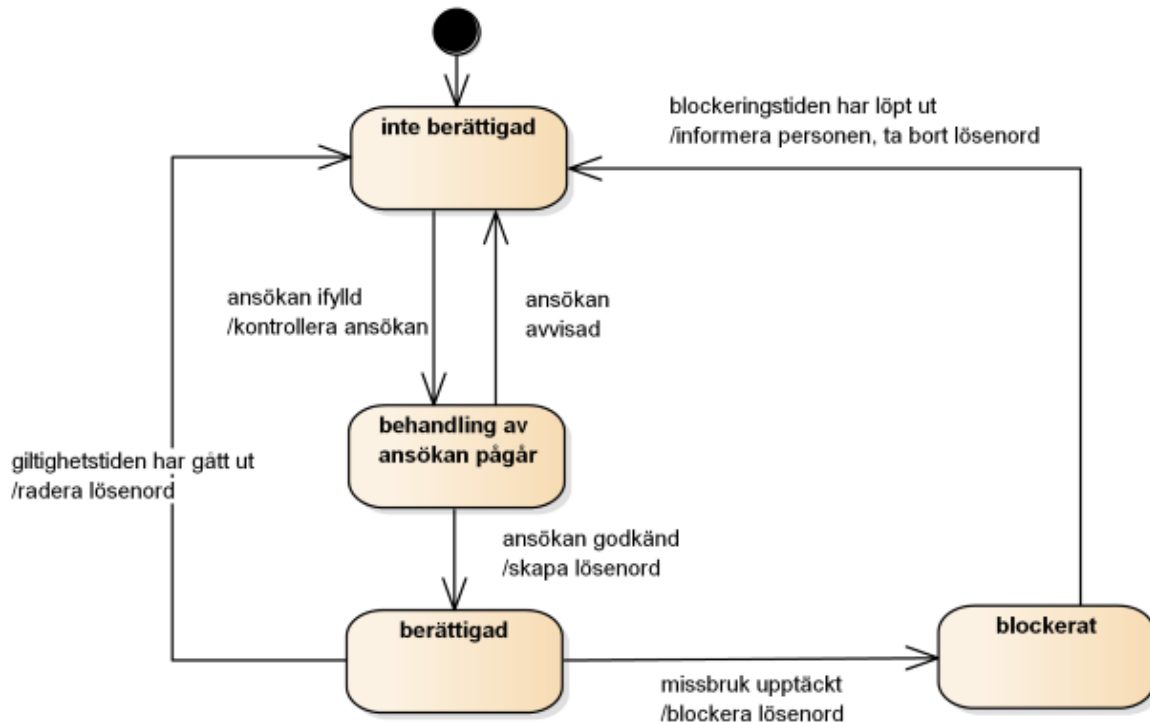 inte berättigad
blockeringstiden har löpt ut
/informera personen, ta bort lösenord
ansökan ifylld
/kontrollera ansökan
ansökan
avvisad
behandling av
ansökan pågår
giltighetstiden har gått ut
/radera lösenord
ansökan godkänd
/skapa lösenord
berättigad
blockerat
missbruk upptäckt
/blockera lösenord